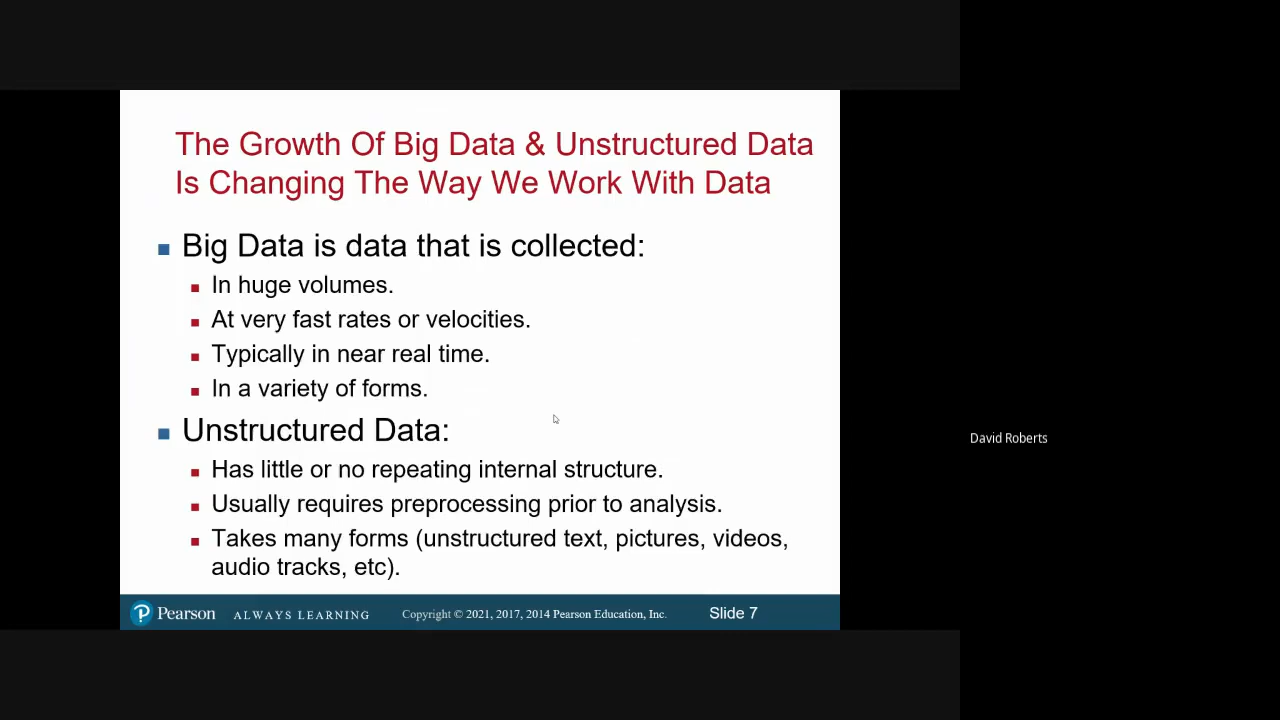 The Growth Of Big Data & Unstructured Data
Is Changing The Way We Work With Data
Big Data is data that is collected:
In huge volumes.
At very fast rates or velocities.
Typically in near real time.
In a variety of forms.
Unstructured Data:
Has little or no repeating internal structure.
Usually requires preprocessing prior to analysis.
Takes many forms (unstructured text, pictures, videos,
audio tracks, etc).
Pearson ALWAYS LEARNING Copyright © 2021, 2017, 2014 Pearson Education, Inc. Slide 7
David Roberts